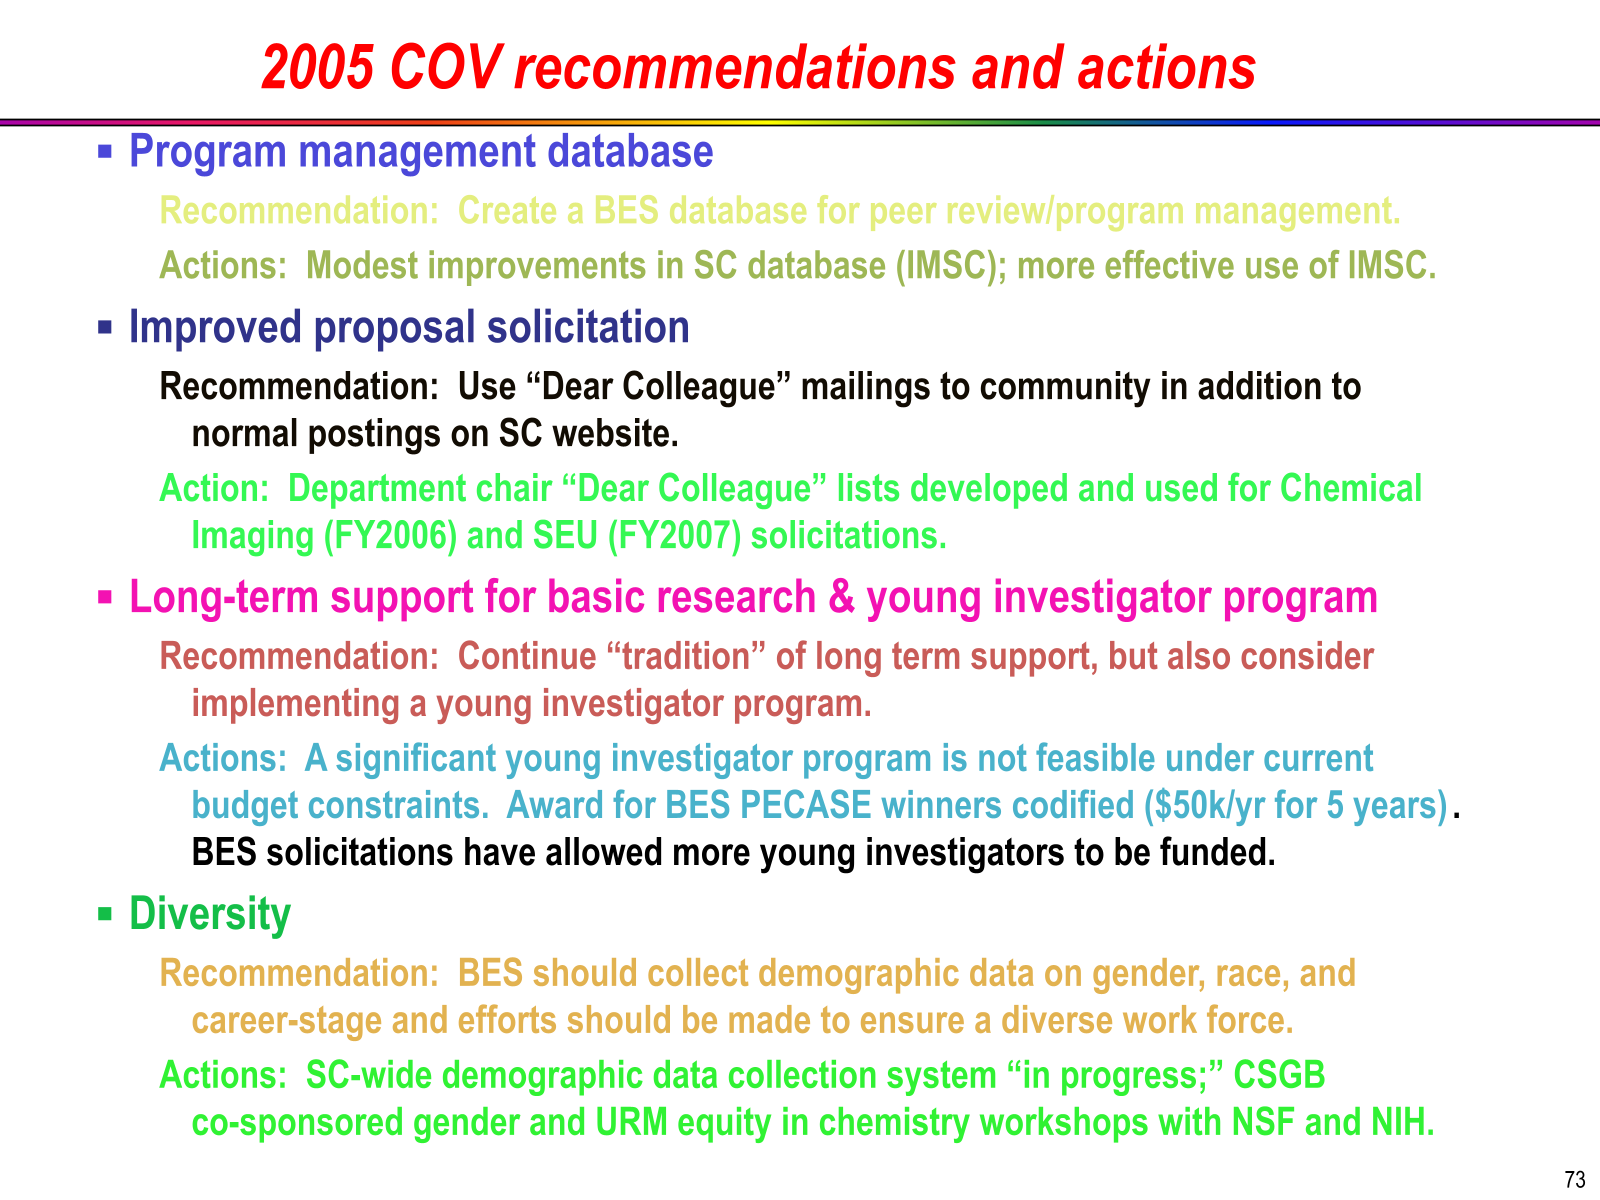 2005 COV recommendations and actions
▪ Program management database
Recommendation: Create a BES database for peer review/program management.
Actions: Modest improvements in SC database (IMSC); more effective use of IMSC.
▪ Improved proposal solicitation
Recommendation: Use “Dear Colleague” mailings to community in addition to
normal postings on SC website.
Action: Department chair “Dear Colleague” lists developed and used for Chemical
Imaging (FY2006) and SEU (FY2007) solicitations.
▪ Long-term support for basic research & young investigator program
Recommendation: Continue “tradition” of long term support, but also consider
implementing a young investigator program.
Actions: A significant young investigator program is not feasible under current
budget constraints. Award for BES PECASE winners codified ($50k/yr for 5 years).
BES solicitations have allowed more young investigators to be funded.
▪ Diversity
Recommendation: BES should collect demographic data on gender, race, and
career-stage and efforts should be made to ensure a diverse work force.
Actions: SC-wide demographic data collection system “in progress;” CSGB
co-sponsored gender and URM equity in chemistry workshops with NSF and NIH.
73